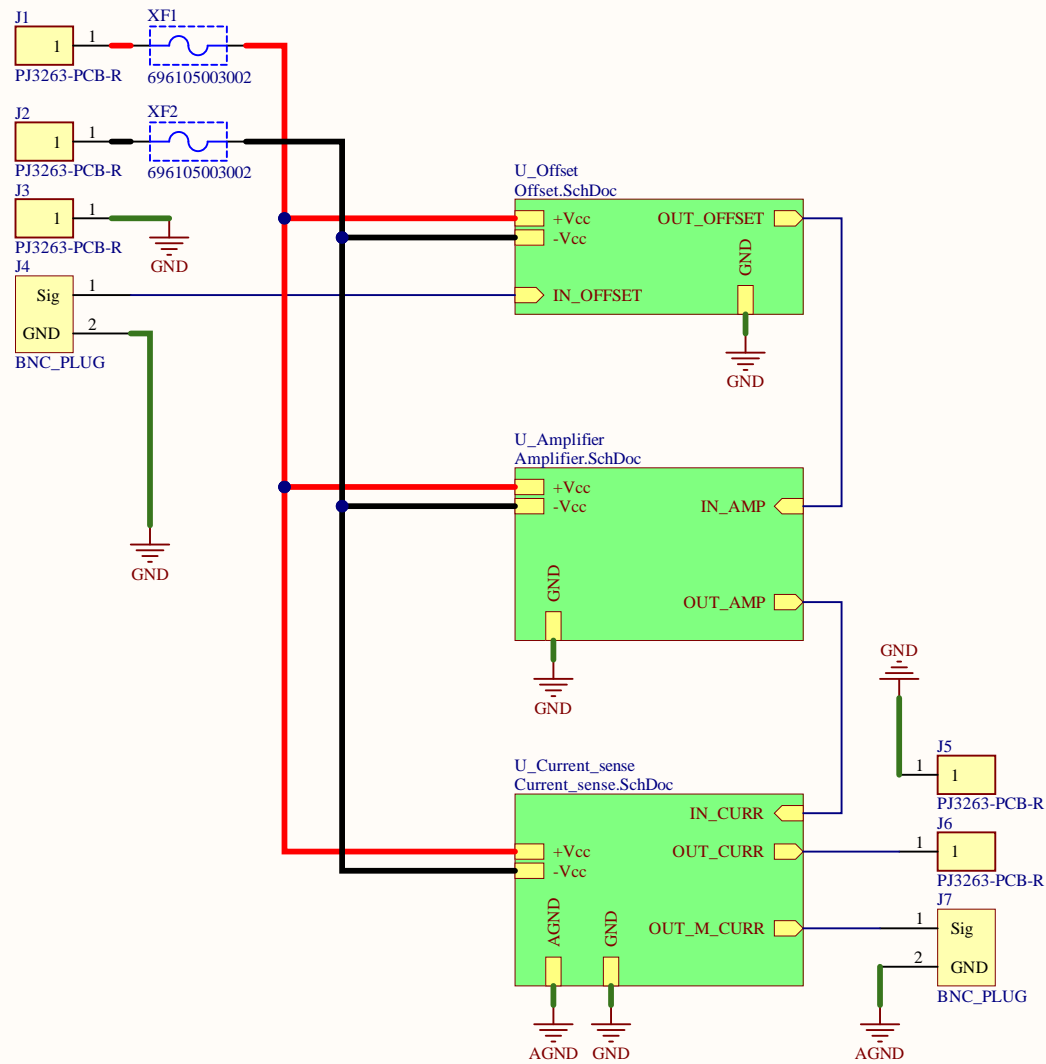 J1
1
1
PJ3263-PCB-R
XF1
696105003002
J2
1
1
PJ3263-PCB-R
XF2
696105003002
J3
1
1
PJ3263-PCB-R
GND
J4
Sig
1
GND
2
BNC_PLUG
GND
U_Offset
Offset.SchDoc
+Vcc
-Vcc
OUT_OFFSET
IN_OFFSET
GND
GND
U_Amplifier
Amplifier.SchDoc
+Vcc
-Vcc
IN_AMP
OUT_AMP
GND
GND
U_Current_sense
Current_sense.SchDoc
IN_CURR
+Vcc
-Vcc
OUT_CURR
OUT_M_CURR
AGND
GND
AGND
GND
GND
J5
1
1
PJ3263-PCB-R
J6
1
1
PJ3263-PCB-R
J7
1
Sig
2
GND
BNC_PLUG
AGND